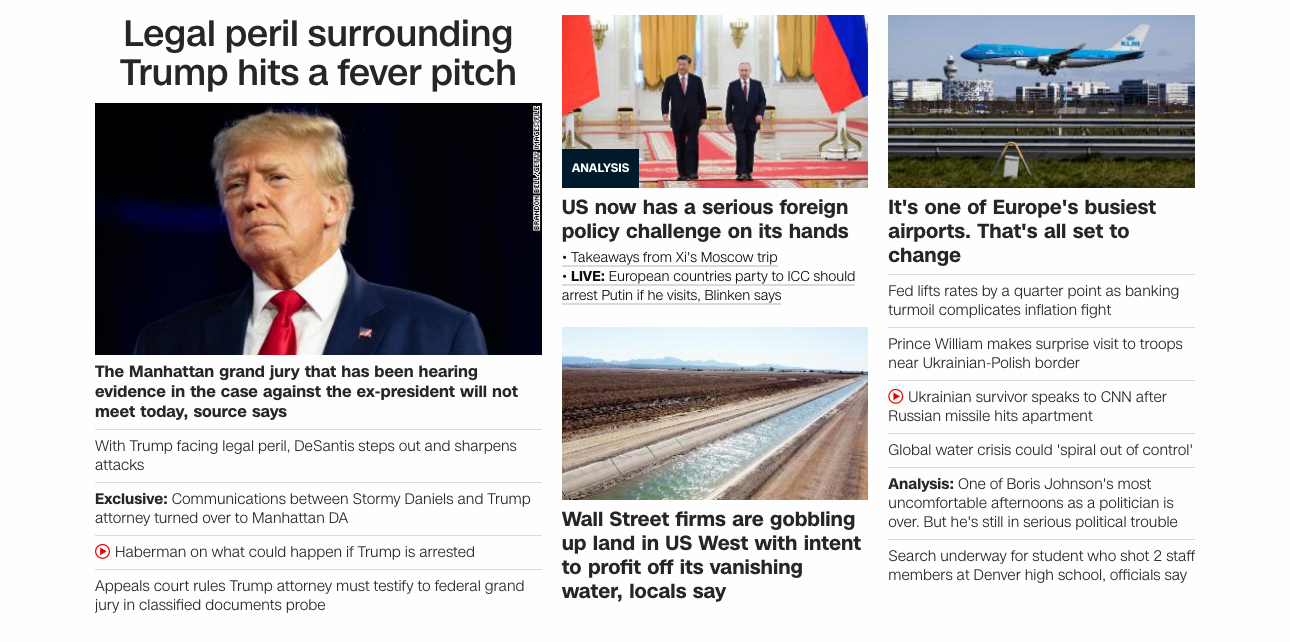 Legal peril surrounding
Trump hits a fever pitch
BRANDON BELL/GETTY IMAGES/FILE
The Manhattan grand jury that has been hearing
evidence in the case against the ex-president will not
meet today, source says
With Trump facing legal peril, DeSantis steps out and sharpens
attacks
Exclusive: Communications between Stormy Daniels and Trump
attorney turned over to Manhattan DA
Haberman on what could happen if Trump is arrested
Appeals court rules Trump attorney must testify to federal grand
jury in classified documents probe
ANALYSIS
US now has a serious foreign
policy challenge on its hands
• Takeaways from Xi's Moscow trip
• LIVE: European countries party to ICC should
arrest Putin if he visits, Blinken says
Wall Street firms are gobbling
up land in US West with intent
to profit off its vanishing
water, locals say
KLM
It's one of Europe's busiest
airports. That's all set to
change
Fed lifts rates by a quarter point as banking
turmoil complicates inflation fight
Prince William makes surprise visit to troops
near Ukrainian-Polish border
Ukrainian survivor speaks to CNN after
Russian missile hits apartment
Global water crisis could 'spiral out of control'
Analysis: One of Boris Johnson's most
uncomfortable afternoons as a politician is
over. But he's still in serious political trouble
Search underway for student who shot 2 staff
members at Denver high school, officials say